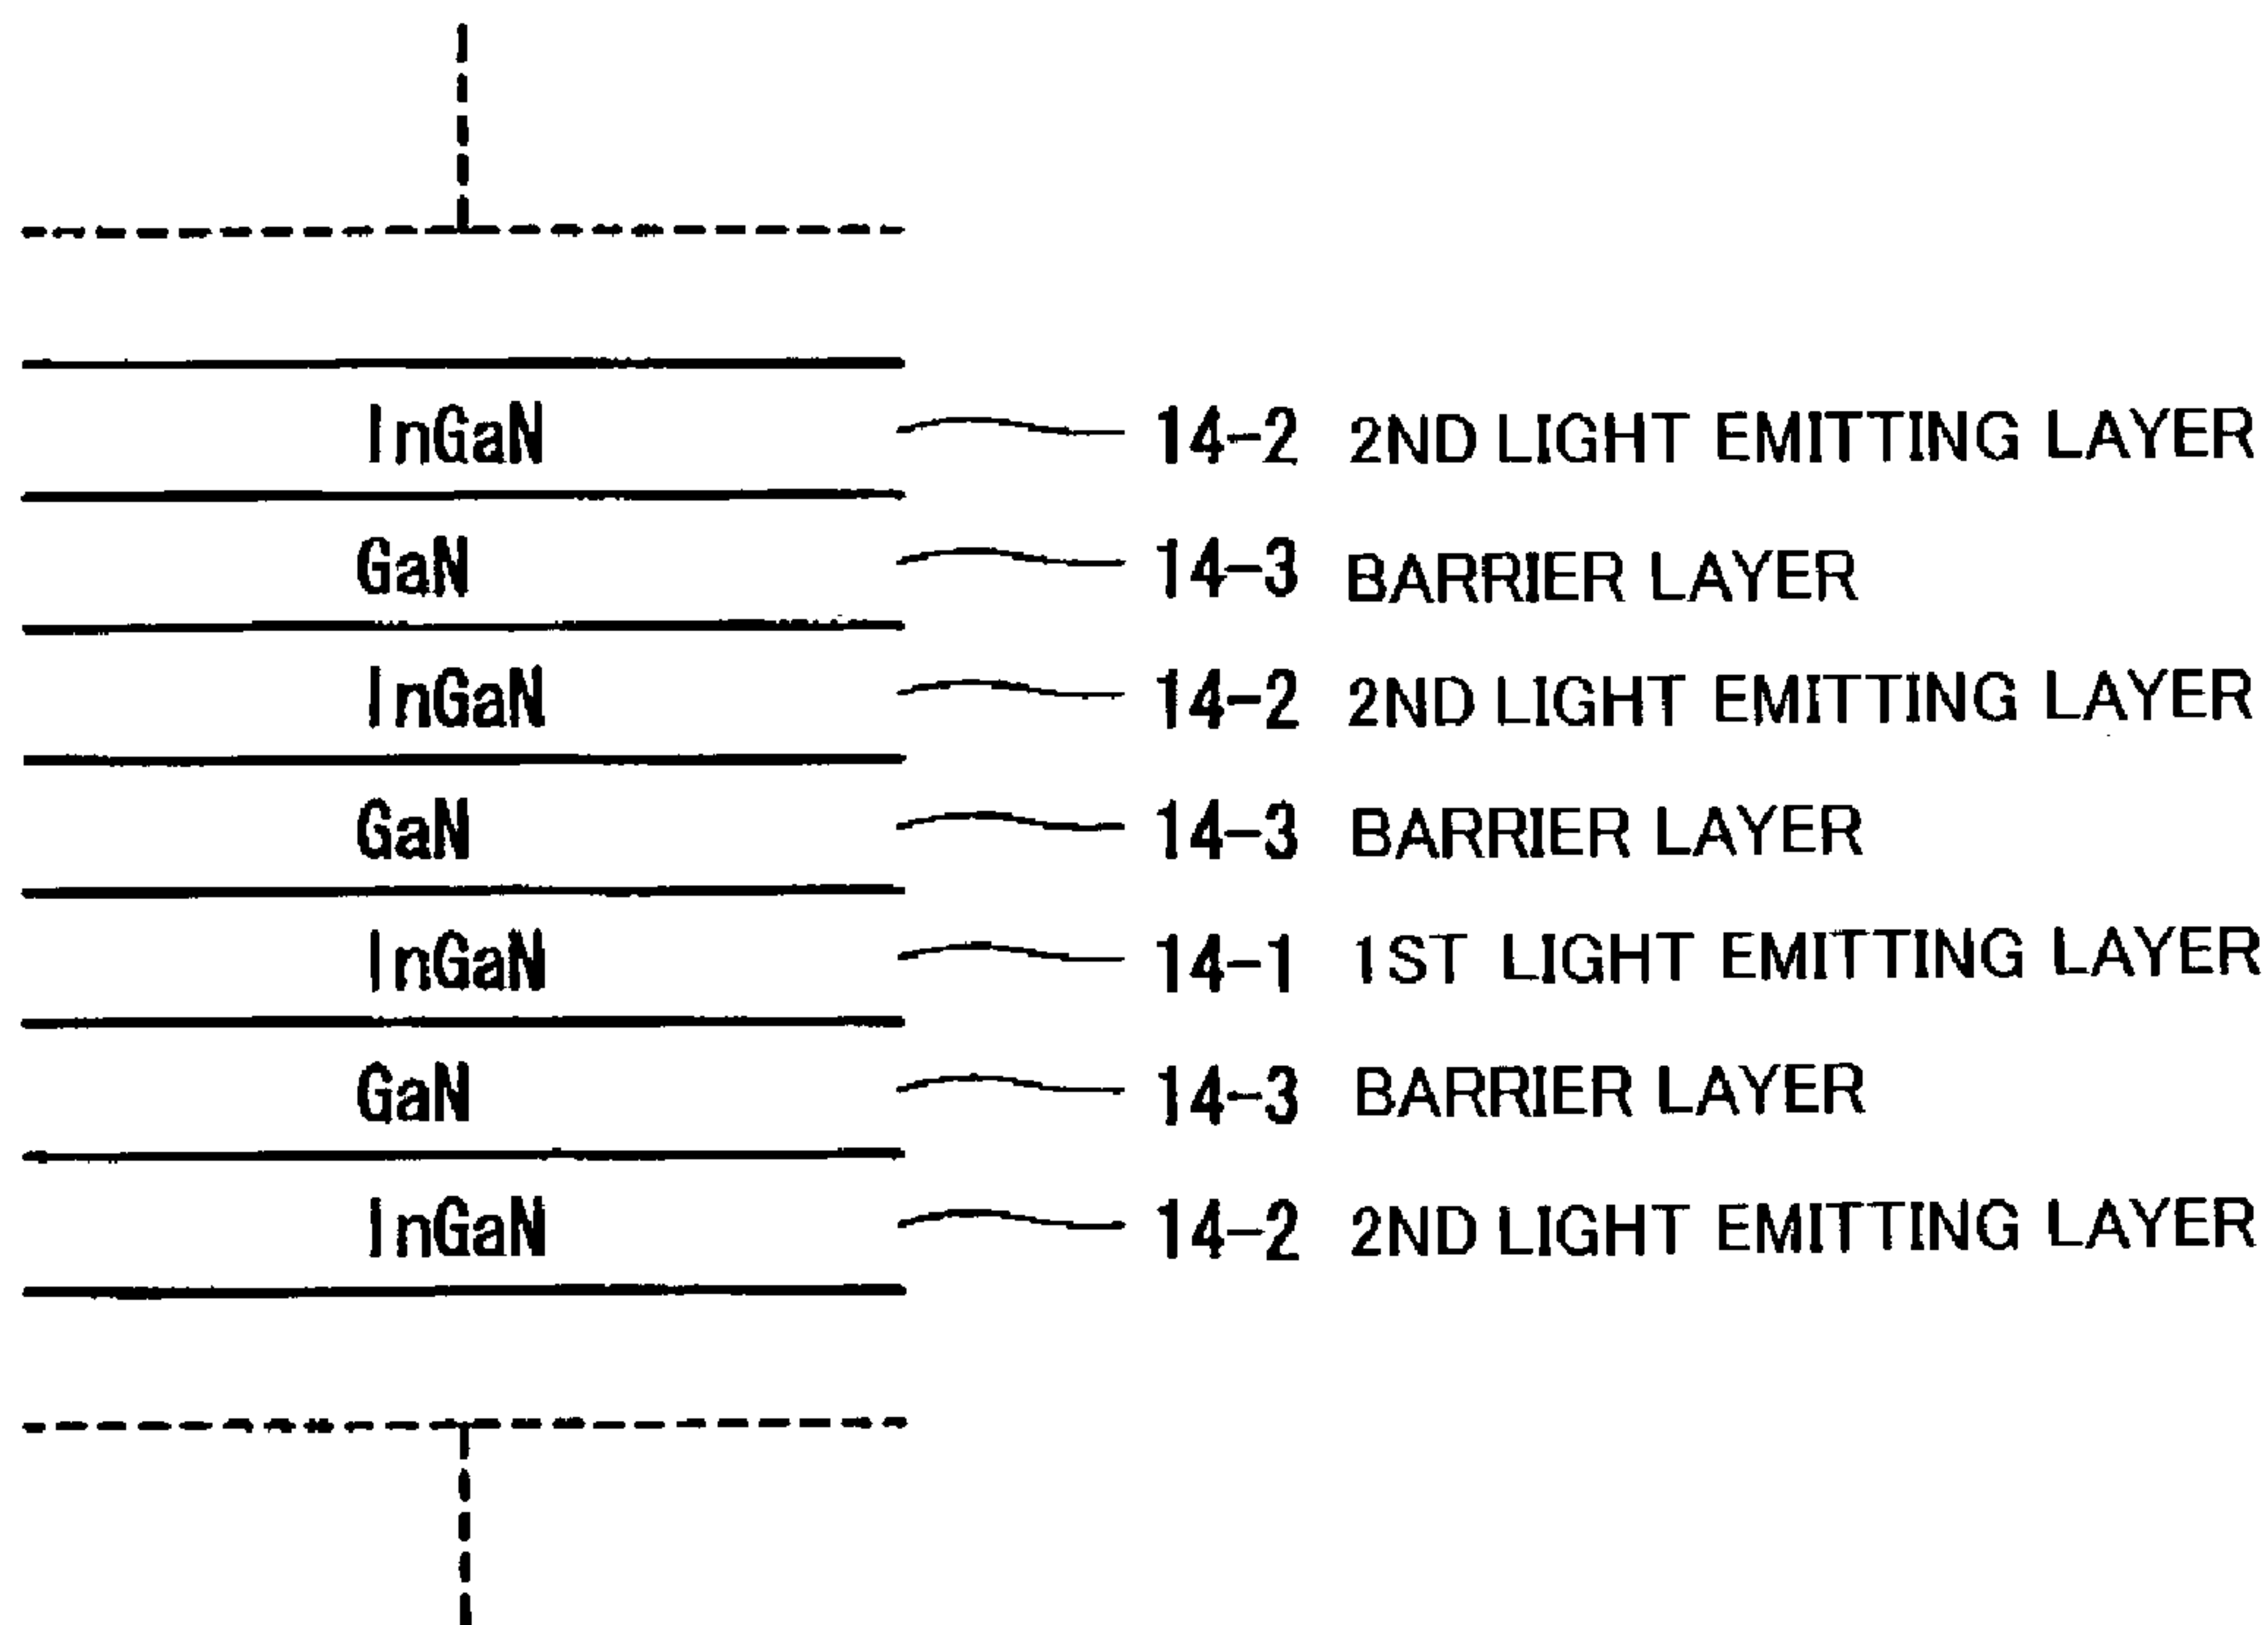 InGaN 14-2 2ND LIGHT EMITTING LAYER
GaN 14-3 BARRIER LAYER
InGaN 14-2 2ND LIGHT EMITTING LAYER
GaN 14-3 BARRIER LAYER
InGaN 14-1 1ST LIGHT EMITTING LAYER
GaN 14-3 BARRIER LAYER
InGaN 14-2 2ND LIGHT EMITTING LAYER